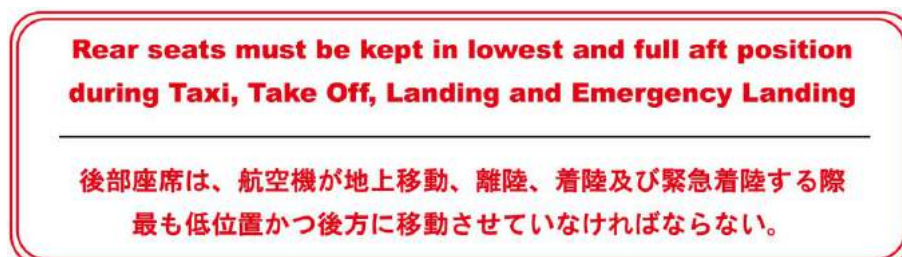 Rear seats must be kept in lowest and full aft position
during Taxi, Take Off, Landing and Emergency Landing
後部座席は、航空機が地上移動、離陸、着陸及び緊急着陸する際
最も低位置かつ後方に移動させていなければならない。